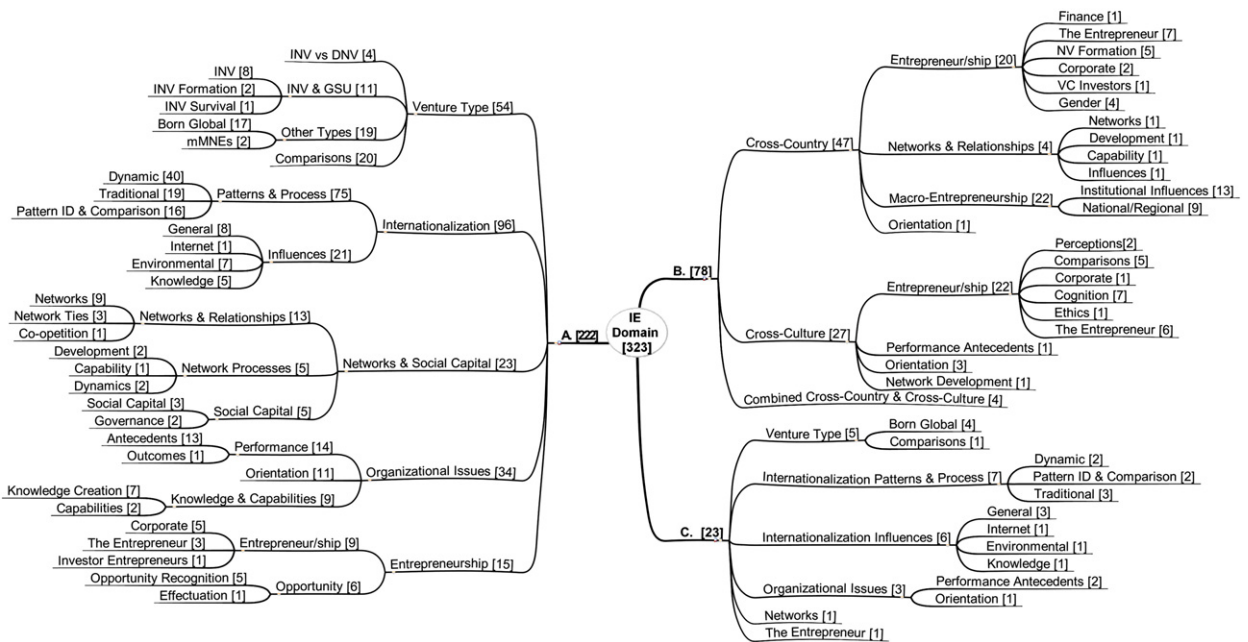 IE
Domain
[323]
A. [222]
Venture Type [54]
INV vs DNV [4]
INV & GSU [11]
INV [8]
INV Formation [2]
INV Survival [1]
Other Types [19]
Born Global [17]
mMNEs [2]
Comparisons [20]
Internationalization [96]
Patterns & Process [75]
Dynamic [40]
Traditional [19]
Pattern ID & Comparison [16]
Influences [21]
General [8]
Internet [1]
Environmental [7]
Knowledge [5]
Networks & Social Capital [23]
Networks & Relationships [13]
Networks [9]
Network Ties [3]
Co-opetition [1]
Network Processes [5]
Development [2]
Capability [1]
Dynamics [2]
Social Capital [5]
Social Capital [3]
Governance [2]
Organizational Issues [34]
Performance [14]
Antecedents [13]
Outcomes [1]
Orientation [11]
Knowledge & Capabilities [9]
Knowledge Creation [7]
Capabilities [2]
Entrepreneurship [15]
Entrepreneur/ship [9]
Corporate [5]
The Entrepreneur [3]
Investor Entrepreneurs [1]
Opportunity [6]
Opportunity Recognition [5]
Effectuation [1]
B. [78]
Cross-Country [47]
Entrepreneur/ship [20]
Finance [1]
The Entrepreneur [7]
NV Formation [5]
Corporate [2]
VC Investors [1]
Gender [4]
Networks & Relationships [4]
Networks [1]
Development [1]
Capability [1]
Influences [1]
Macro-Entrepreneurship [22]
Institutional Influences [13]
National/Regional [9]
Orientation [1]
Cross-Culture [27]
Entrepreneur/ship [22]
Perceptions[2]
Comparisons [5]
Corporate [1]
Cognition [7]
Ethics [1]
The Entrepreneur [6]
Performance Antecedents [1]
Orientation [3]
Network Development [1]
Combined Cross-Country & Cross-Culture [4]
C. [23]
Venture Type [5]
Born Global [4]
Comparisons [1]
Internationalization Patterns & Process [7]
Dynamic [2]
Pattern ID & Comparison [2]
Traditional [3]
Internationalization Influences [6]
General [3]
Internet [1]
Environmental [1]
Knowledge [1]
Organizational Issues [3]
Performance Antecedents [2]
Orientation [1]
Networks [1]
The Entrepreneur [1]